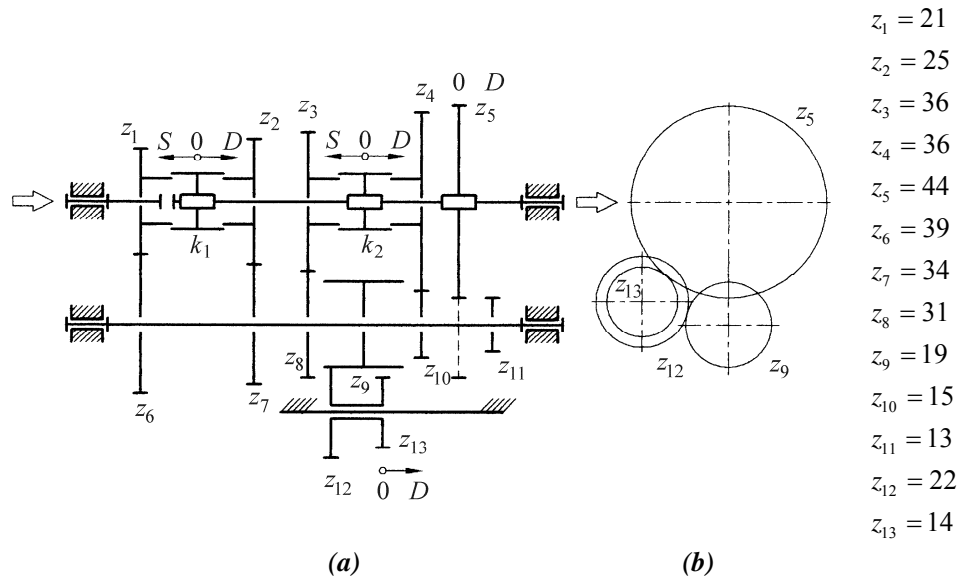 z₁ = 21
z₂ = 25
z₃ = 36
z₄ = 36
z₅ = 44
z₆ = 39
z₇ = 34
z₈ = 31
z₉ = 19
z₁₀ = 15
z₁₁ = 13
z₁₂ = 22
z₁₃ = 14
0 D
z₁ S 0 D z₂ z₃ S 0 D z₄ z₅
k₁ k₂
z₆ z₇ z₈ z₉ z₁₀ z₁₁
z₁₂ z₁₃
0 D
z₅
z₁₃
z₁₂ z₉
(a) (b)